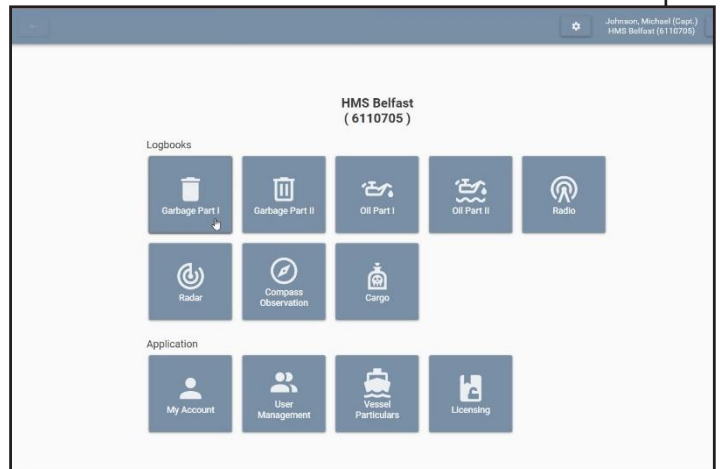 Johnson, Michael (Capt.)
HMS Belfast (6110705)
HMS Belfast
( 6110705 )
Logbooks
Garbage Part I
Garbage Part II
Oil Part I
Oil Part II
Radio
Radar
Compass
Observation
Cargo
Application
My Account
User
Management
Vessel
Particulars
Licensing